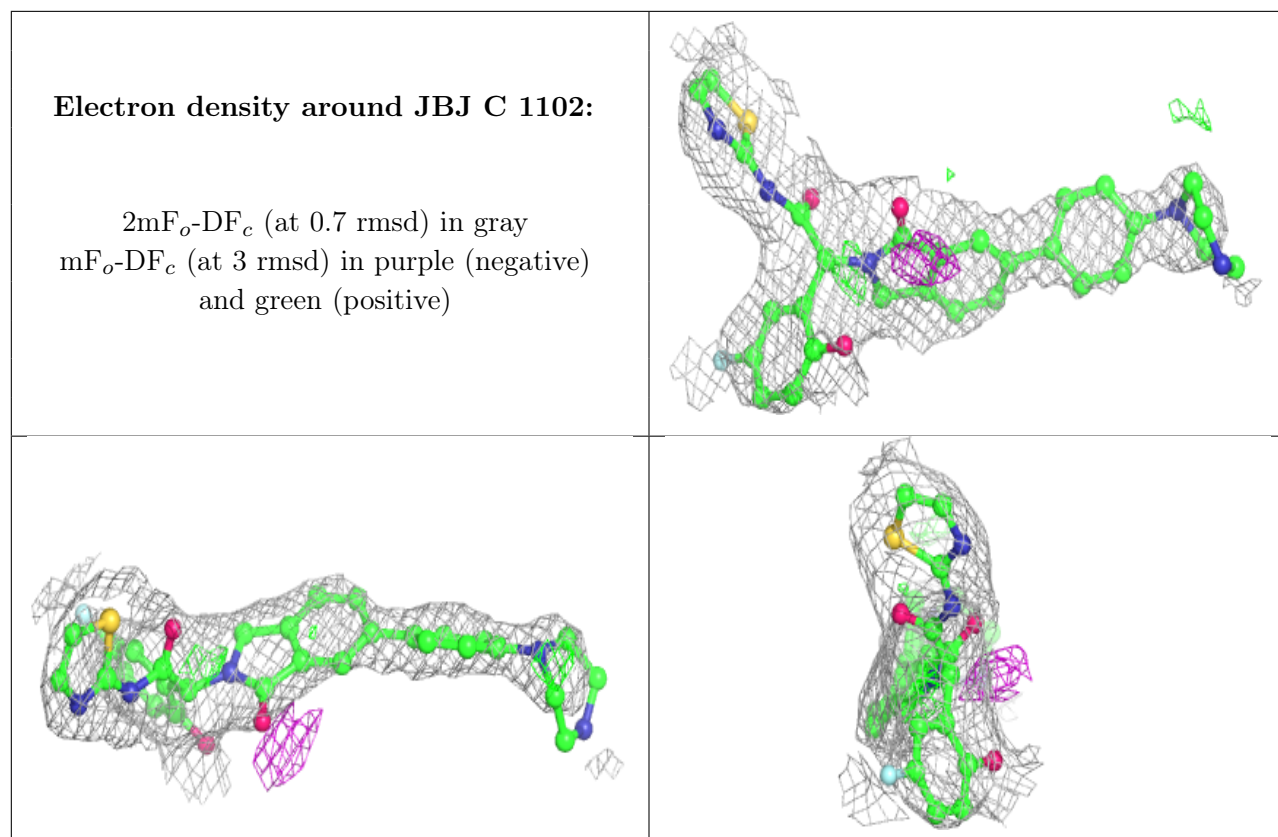 Electron density around JBJ C 1102:
2mFo-DFc (at 0.7 rmsd) in gray
mFo-DFc (at 3 rmsd) in purple (negative)
and green (positive)